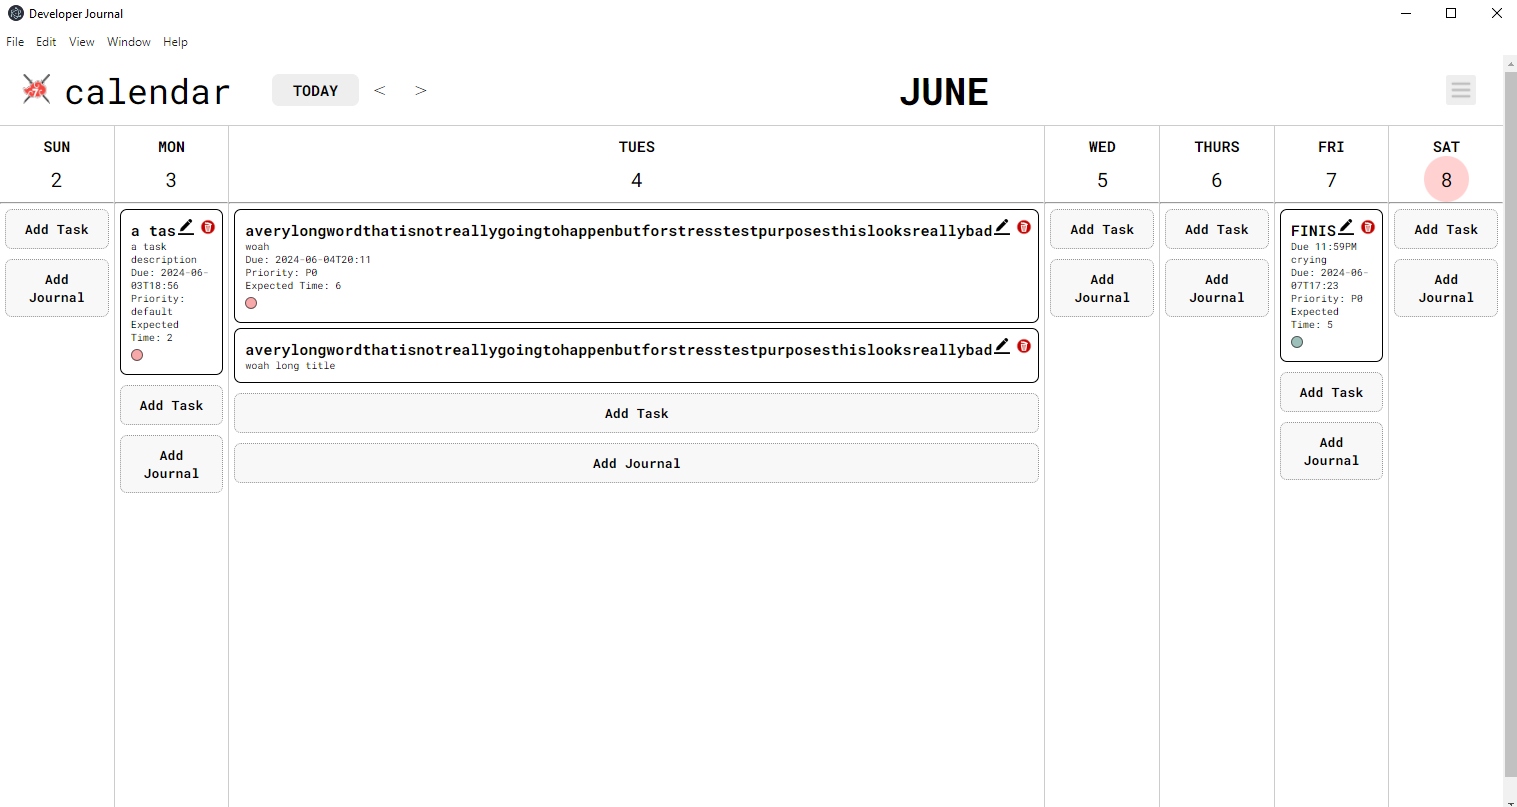 Developer Journal
File Edit View Window Help
calendar TODAY < > JUNE
SUN MON TUES WED THURS FRI SAT
2 3 4 5 6 7 8
Add Task
Add
Journal
a tas
a task
description
Due: 2024-06-
03T18:56
Priority:
default
Expected
Time: 2
Add Task
Add
Journal
averylongwordthatisnotreallygoingtohappenbutforstresstestpurposesthislooksreallybad
woah
Due: 2024-06-04T20:11
Priority: P0
Expected Time: 6
averylongwordthatisnotreallygoingtohappenbutforstresstestpurposesthislooksreallybad
woah long title
Add Task
Add Journal
Add Task
Add
Journal
Add Task
Add
Journal
FINIS
Due 11:59PM
crying
Due: 2024-06-
07T17:23
Priority: P0
Expected
Time: 5
Add Task
Add
Journal
Add Task
Add
Journal